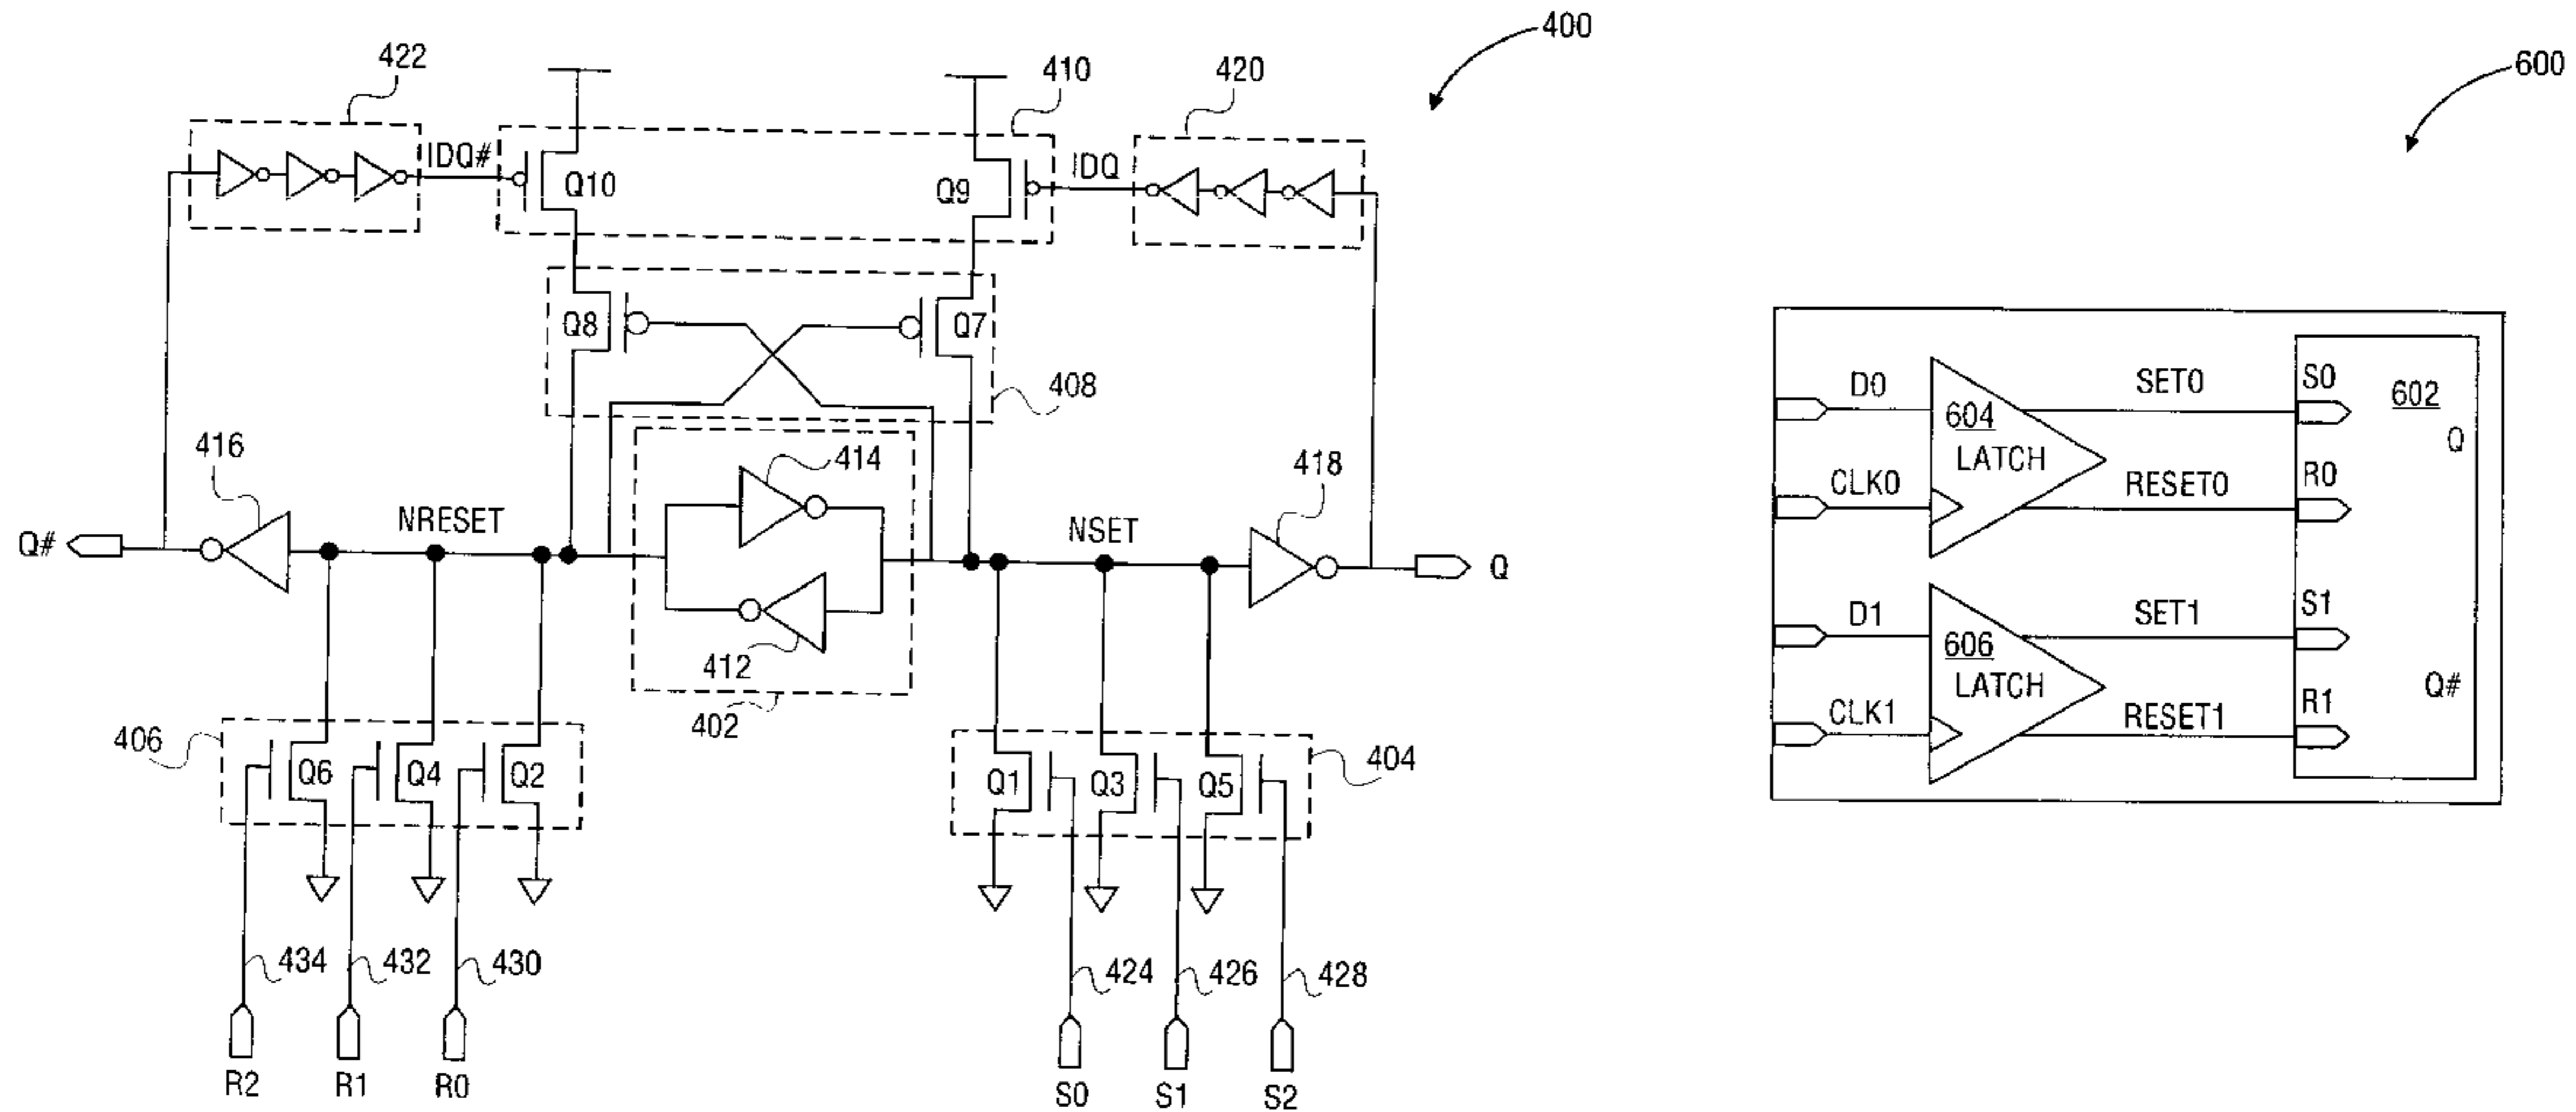 400
422
410
420
600
IDQ#
Q10
Q9
IDQ
Q8
Q7
408
D0
SET0
S0
602
604
LATCH
Q
CLK0
RESET0
R0
416
414
418
NRESET
NSET
Q#
Q
412
402
D1
SET1
S1
606
LATCH
Q#
CLK1
RESET1
R1
406
Q6
Q4
Q2
Q1
Q3
Q5
404
434
432
430
424
426
428
R2
R1
R0
S0
S1
S2